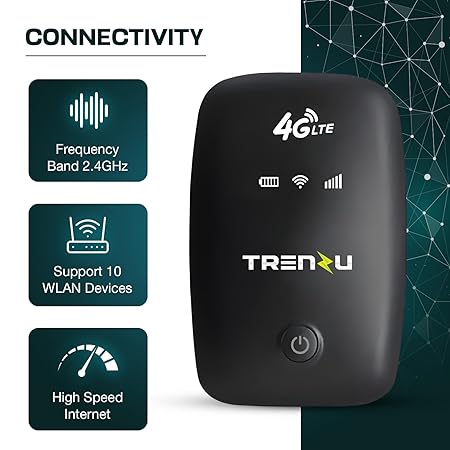 CONNECTIVITY
Frequency
Band 2.4GHz
Support 10
WLAN Devices
High Speed
Internet
4G LTE
TRENZU